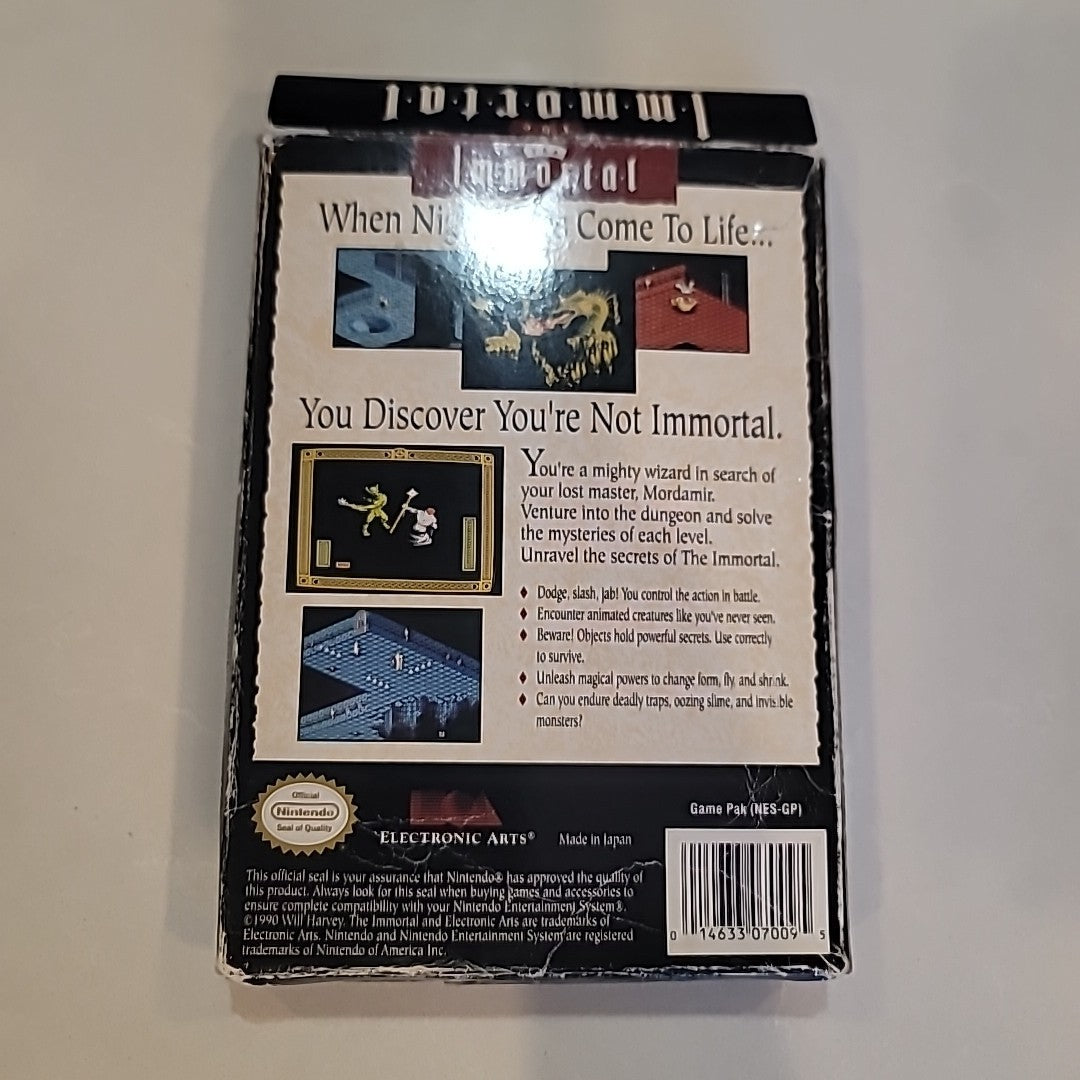 Immortal
Immortal
When Come To Life...
You Discover You're Not Immortal.
You're a mighty wizard in search of
your lost master, Mordamir.
Venture into the dungeon and solve
the mysteries of each level.
Unravel the secrets of The Immortal.
♦ Dodge, slash, jab! You control the action in battle.
♦ Encounter animated creatures like you've never seen.
♦ Beware! Objects hold powerful secrets. Use correctly
to survive.
♦ Unleash magical powers to change form, fly, and shrink.
♦ Can you endure deadly traps, oozing slime, and invisible
monsters?
Official
Nintendo
Seal of Quality
ELECTRONIC ARTS®
Made in Japan
Game Pak (NES-GP)
This official seal is your assurance that Nintendo® has approved the quality of
this product. Always look for this seal when buying games and accessories to
ensure complete compatibility with your Nintendo Entertainment System®.
©1990 Will Harvey. The Immortal and Electronic Arts are trademarks of
Electronic Arts. Nintendo and Nintendo Entertainment System are registered
trademarks of Nintendo of America Inc.
0 14633 07009 5